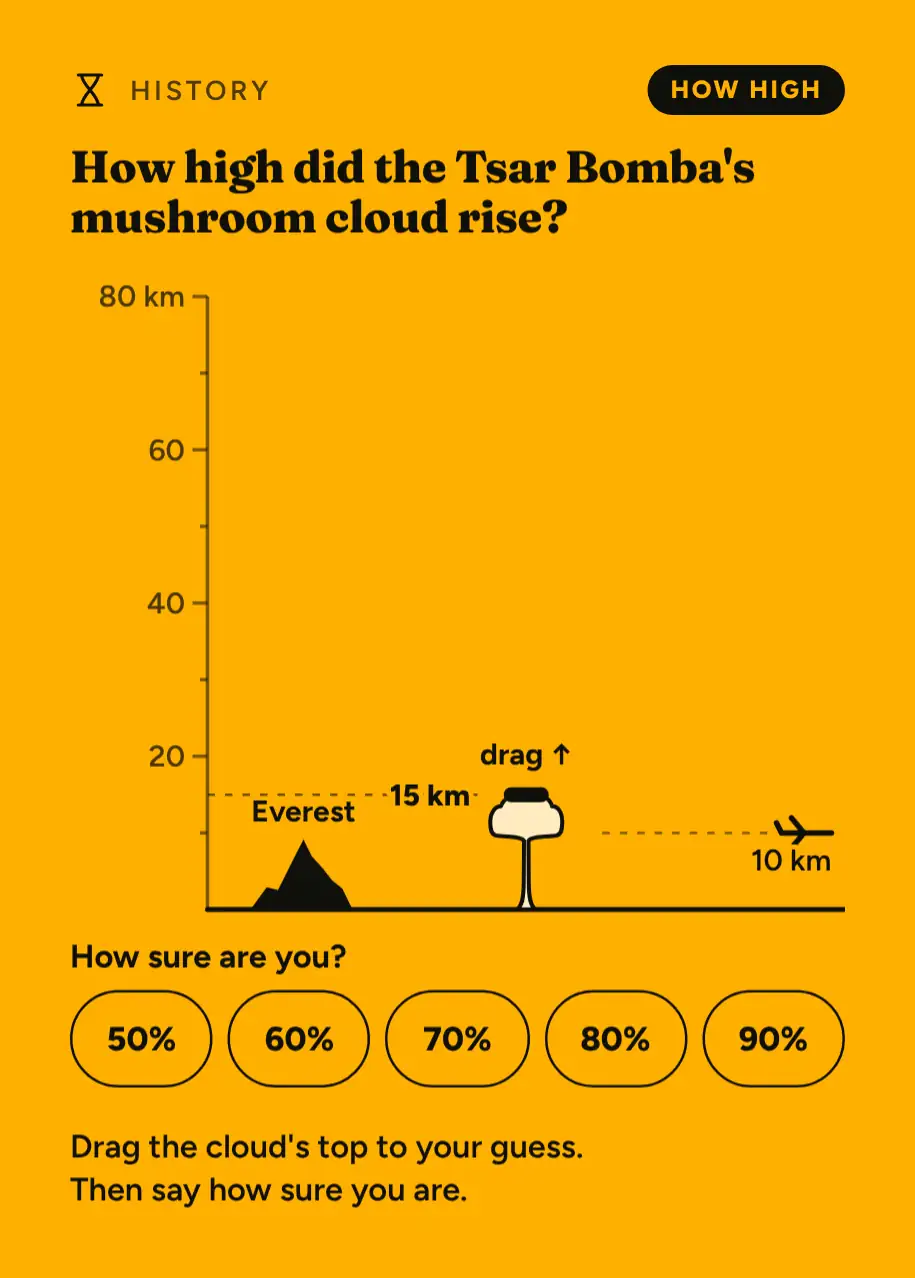 HISTORY
HOW HIGH
How high did the Tsar Bomba's
mushroom cloud rise?
80 km
60
40
20
drag ↑
15 km
Everest
10 km
How sure are you?
50% 60% 70% 80% 90%
Drag the cloud's top to your guess.
Then say how sure you are.